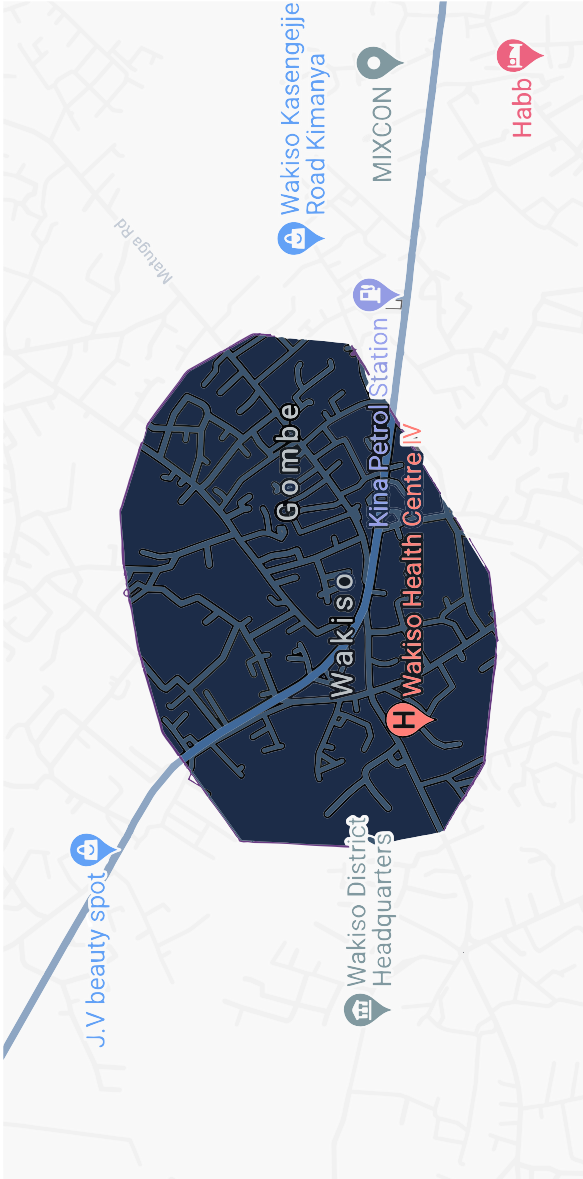 J.V beauty spot
Matuga Rd
Gombe
Wakiso Kasengejje
Road Kimanya
Wakiso
Wakiso District
Headquarters
Kina Petrol Station
MIXCON
Wakiso Health Centre IV
Habb